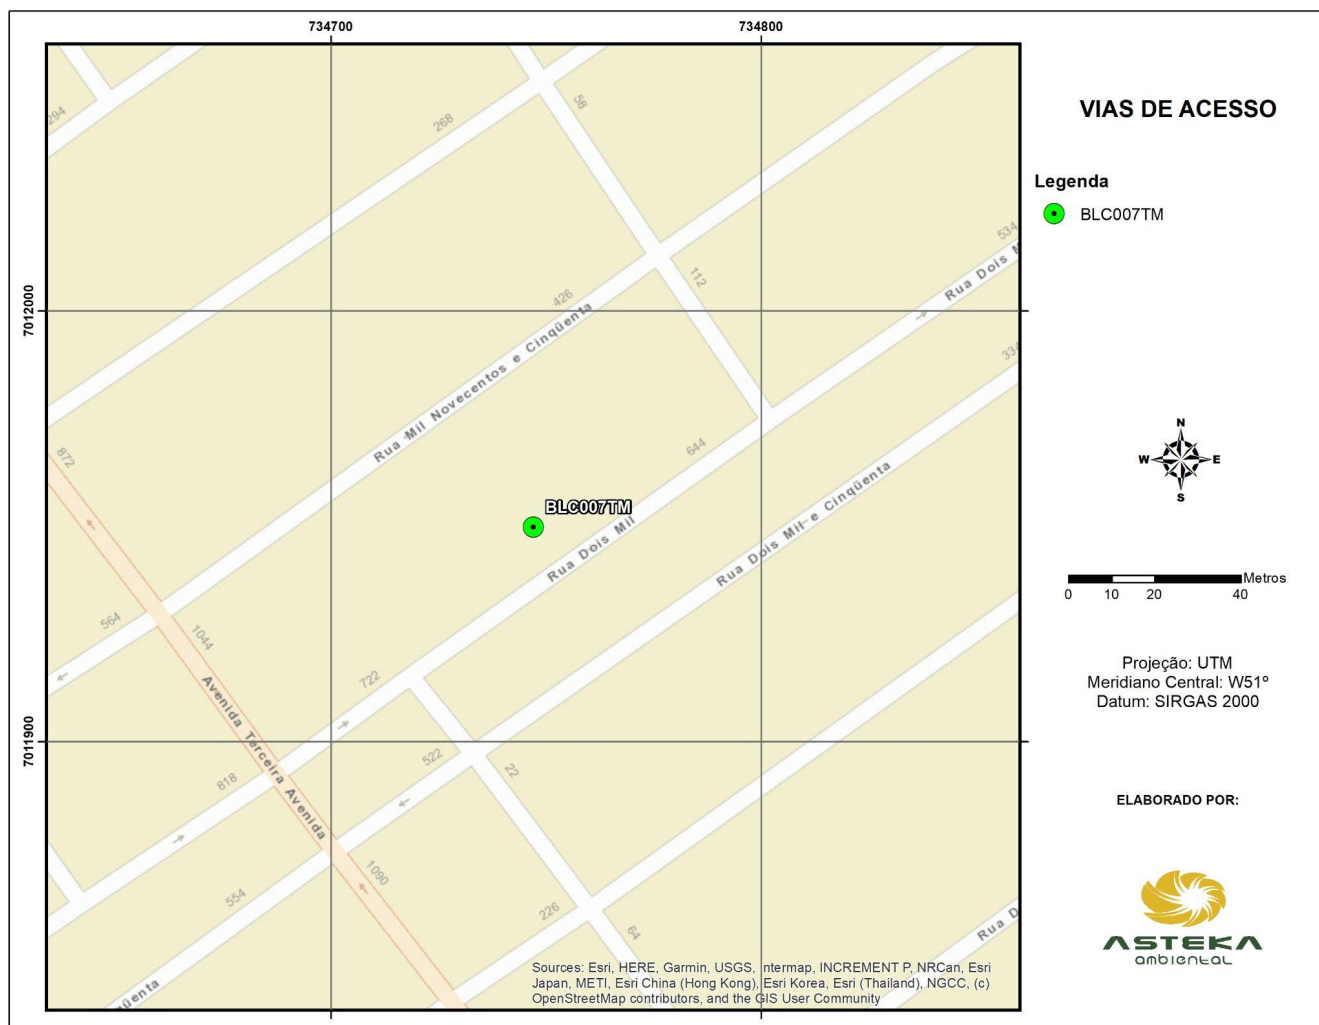 734700
734800
VIAS DE ACESSO
Legenda
BLC007TM
7012000
7011900
294
268
58
534
112
426
Rua Dois M
334
Rua Mil Novecentos e Cinqüenta
872
644
BLC007TM
Rua Dois Mil
Rua Dois Mil e Cinqüenta
564
1044
722
Avenida Terceira Avenida
818
522
22
1090
554
226
64
Rua D
qüenta
N
W
E
S
Metros
0 10 20 40
Projeção: UTM
Meridiano Central: W51º
Datum: SIRGAS 2000
ELABORADO POR:
ASTEKA
ambiental
Sources: Esri, HERE, Garmin, USGS, ntermap, INCREMENT P, NRCan, Esri
Japan, METI, Esri China (Hong Kong), Esri Korea, Esri (Thailand), NGCC, (c)
OpenStreetMap contributors, and the GIS User Community